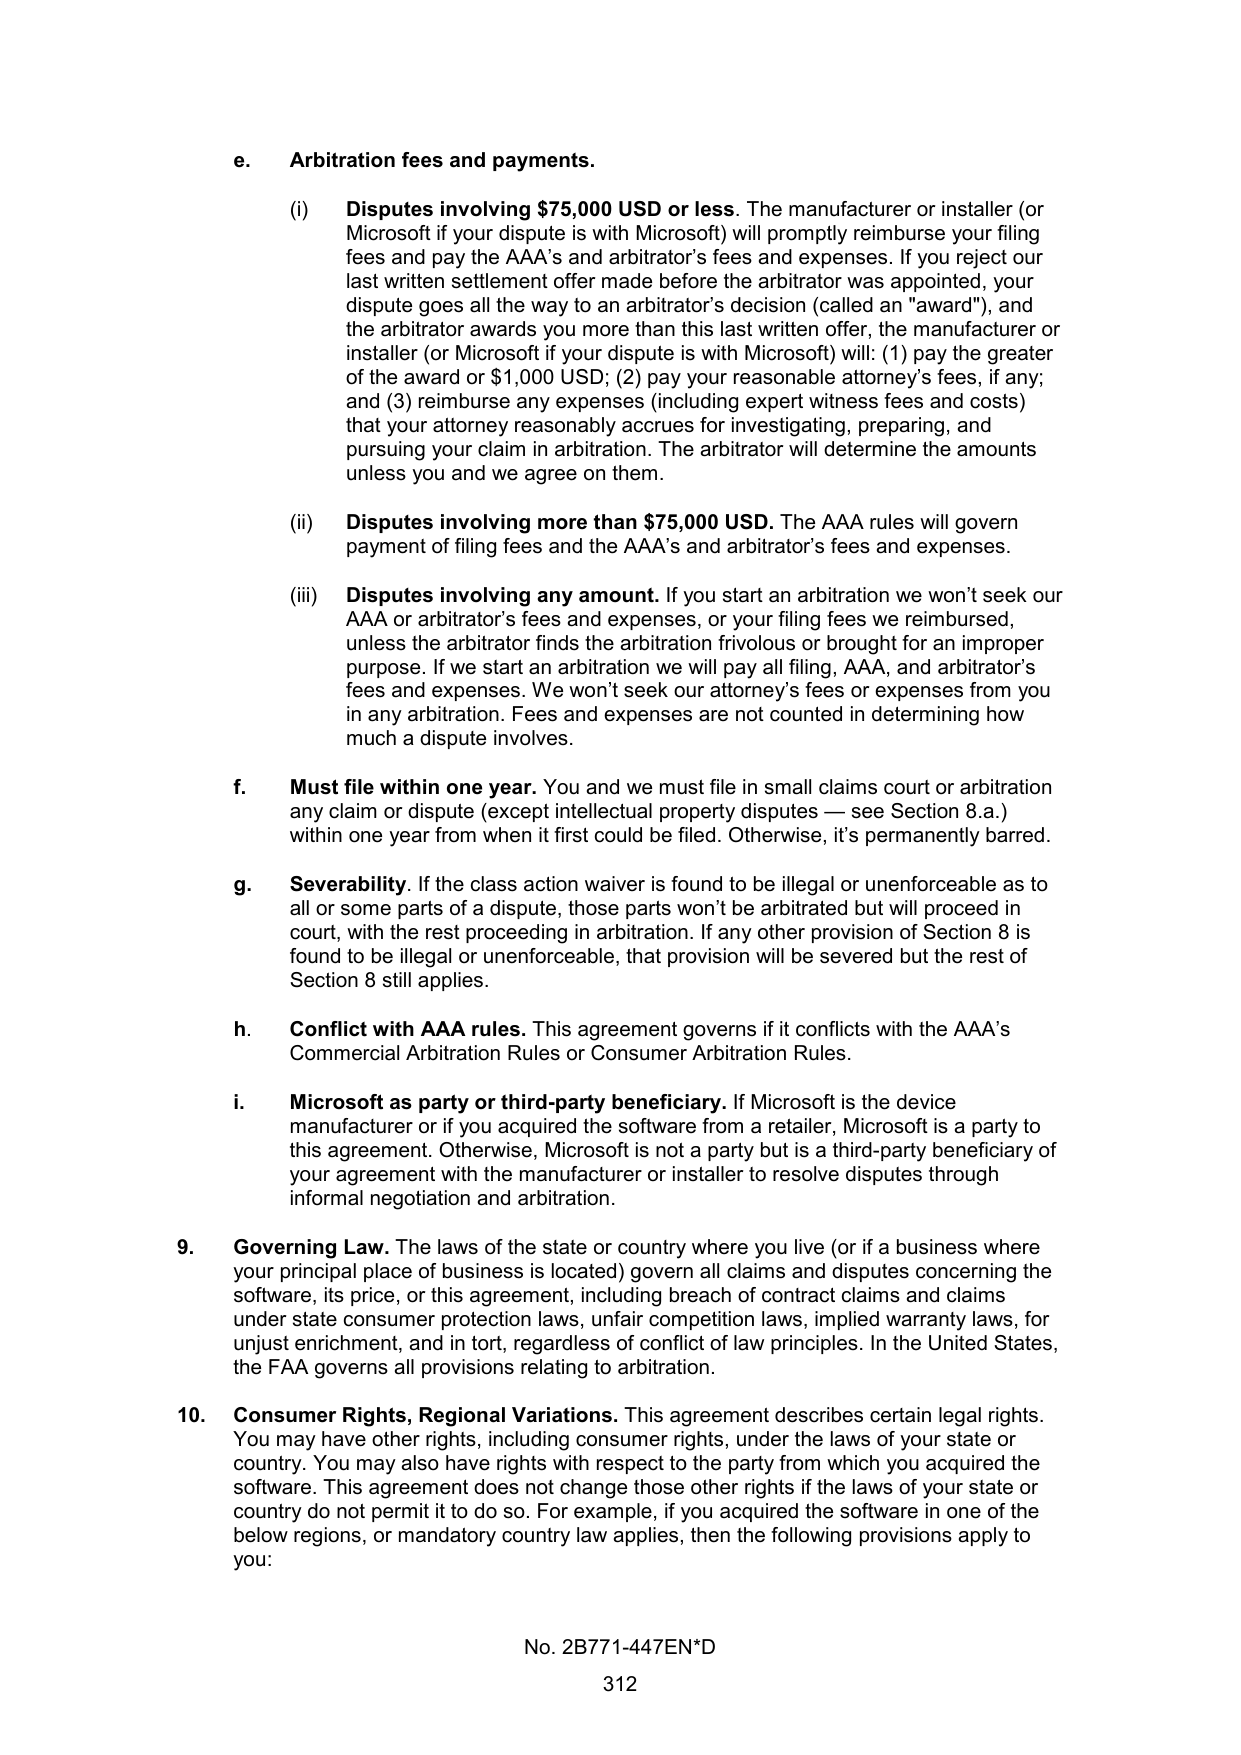 e. Arbitration fees and payments.
(i) Disputes involving $75,000 USD or less. The manufacturer or installer (or
Microsoft if your dispute is with Microsoft) will promptly reimburse your filing
fees and pay the AAA’s and arbitrator’s fees and expenses. If you reject our
last written settlement offer made before the arbitrator was appointed, your
dispute goes all the way to an arbitrator’s decision (called an "award"), and
the arbitrator awards you more than this last written offer, the manufacturer or
installer (or Microsoft if your dispute is with Microsoft) will: (1) pay the greater
of the award or $1,000 USD; (2) pay your reasonable attorney’s fees, if any;
and (3) reimburse any expenses (including expert witness fees and costs)
that your attorney reasonably accrues for investigating, preparing, and
pursuing your claim in arbitration. The arbitrator will determine the amounts
unless you and we agree on them.
(ii) Disputes involving more than $75,000 USD. The AAA rules will govern
payment of filing fees and the AAA’s and arbitrator’s fees and expenses.
(iii) Disputes involving any amount. If you start an arbitration we won’t seek our
AAA or arbitrator’s fees and expenses, or your filing fees we reimbursed,
unless the arbitrator finds the arbitration frivolous or brought for an improper
purpose. If we start an arbitration we will pay all filing, AAA, and arbitrator’s
fees and expenses. We won’t seek our attorney’s fees or expenses from you
in any arbitration. Fees and expenses are not counted in determining how
much a dispute involves.
f. Must file within one year. You and we must file in small claims court or arbitration
any claim or dispute (except intellectual property disputes — see Section 8.a.)
within one year from when it first could be filed. Otherwise, it’s permanently barred.
g. Severability. If the class action waiver is found to be illegal or unenforceable as to
all or some parts of a dispute, those parts won’t be arbitrated but will proceed in
court, with the rest proceeding in arbitration. If any other provision of Section 8 is
found to be illegal or unenforceable, that provision will be severed but the rest of
Section 8 still applies.
h. Conflict with AAA rules. This agreement governs if it conflicts with the AAA’s
Commercial Arbitration Rules or Consumer Arbitration Rules.
i. Microsoft as party or third-party beneficiary. If Microsoft is the device
manufacturer or if you acquired the software from a retailer, Microsoft is a party to
this agreement. Otherwise, Microsoft is not a party but is a third-party beneficiary of
your agreement with the manufacturer or installer to resolve disputes through
informal negotiation and arbitration.
9. Governing Law. The laws of the state or country where you live (or if a business where
your principal place of business is located) govern all claims and disputes concerning the
software, its price, or this agreement, including breach of contract claims and claims
under state consumer protection laws, unfair competition laws, implied warranty laws, for
unjust enrichment, and in tort, regardless of conflict of law principles. In the United States,
the FAA governs all provisions relating to arbitration.
10. Consumer Rights, Regional Variations. This agreement describes certain legal rights.
You may have other rights, including consumer rights, under the laws of your state or
country. You may also have rights with respect to the party from which you acquired the
software. This agreement does not change those other rights if the laws of your state or
country do not permit it to do so. For example, if you acquired the software in one of the
below regions, or mandatory country law applies, then the following provisions apply to
you:
No. 2B771-447EN*D
312